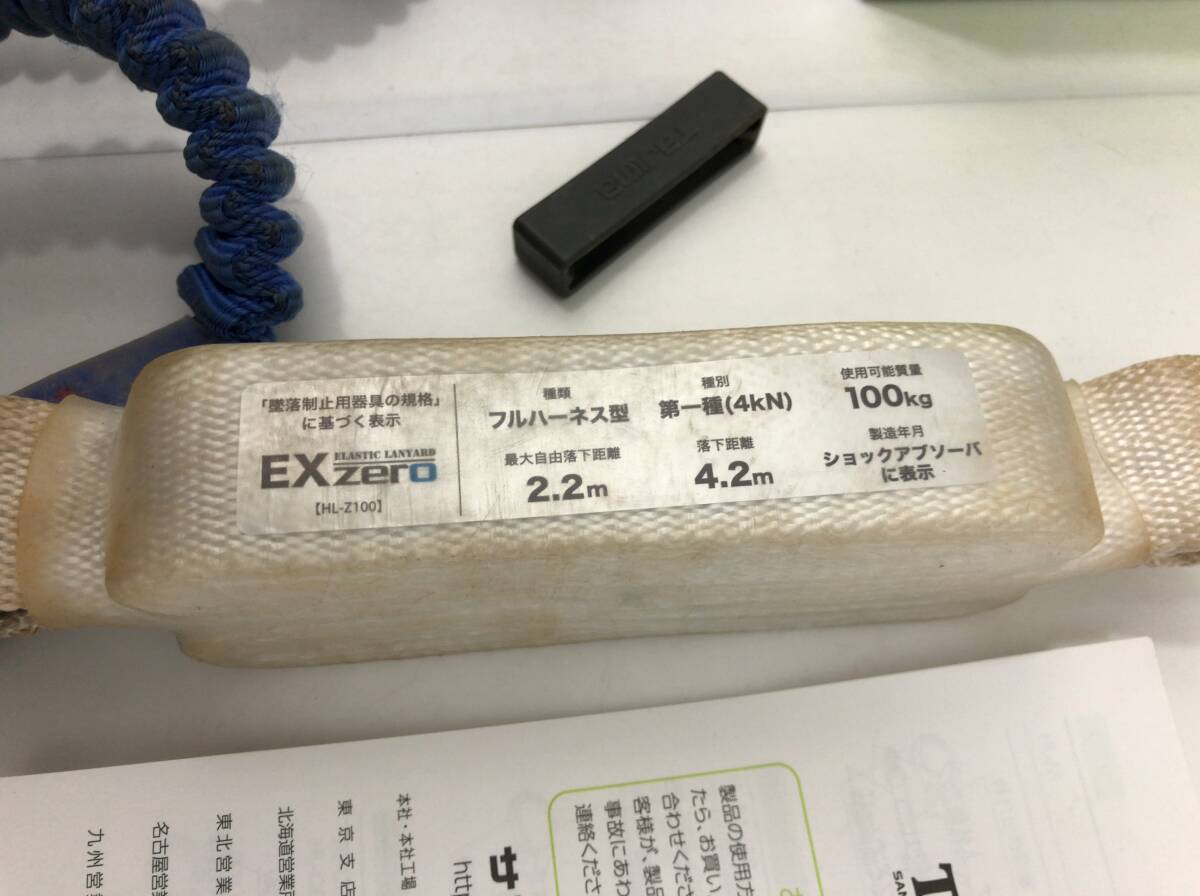 「墜落制止用器具の規格」
に基づく表示
ELASTIC LANYARD
EXzero
【HL-Z100】
種類
フルハーネス型
最大自由落下距離
2.2m
種別
第一種(4kN)
落下距離
4.2m
使用可能質量
100kg
製造年月
ショックアブソーバ
に表示
製品の使用方
たら、お買い
合わせくださ
客様が、製品
事故にあわ
連絡くださ
サ
htt
本社・本社工場
東京支店
北海道営業所
東北営業
名古屋営業
九州営業
T
SAN